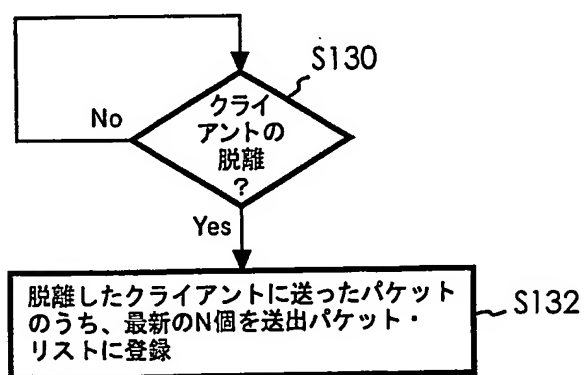 S130
クライ
アントの
脱離
?
No
Yes
脱離したクライアントに送ったパケット
のうち、最新のN個を送出パケット・
リストに登録
S132